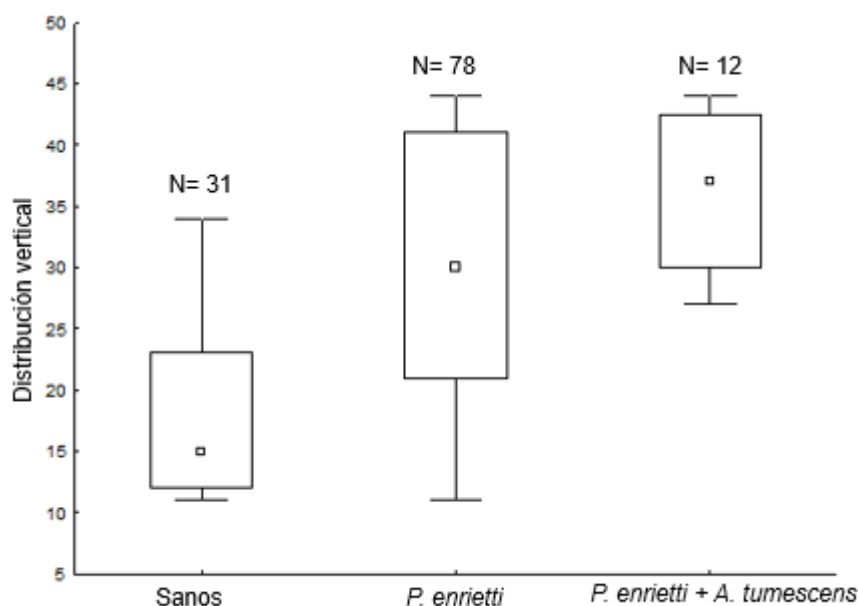 50
45
40
35
30
25
20
15
10
5
Distribución vertical
N= 31
N= 78
N= 12
Sanos
P. enrietti
P. enrietti + A. tumescens